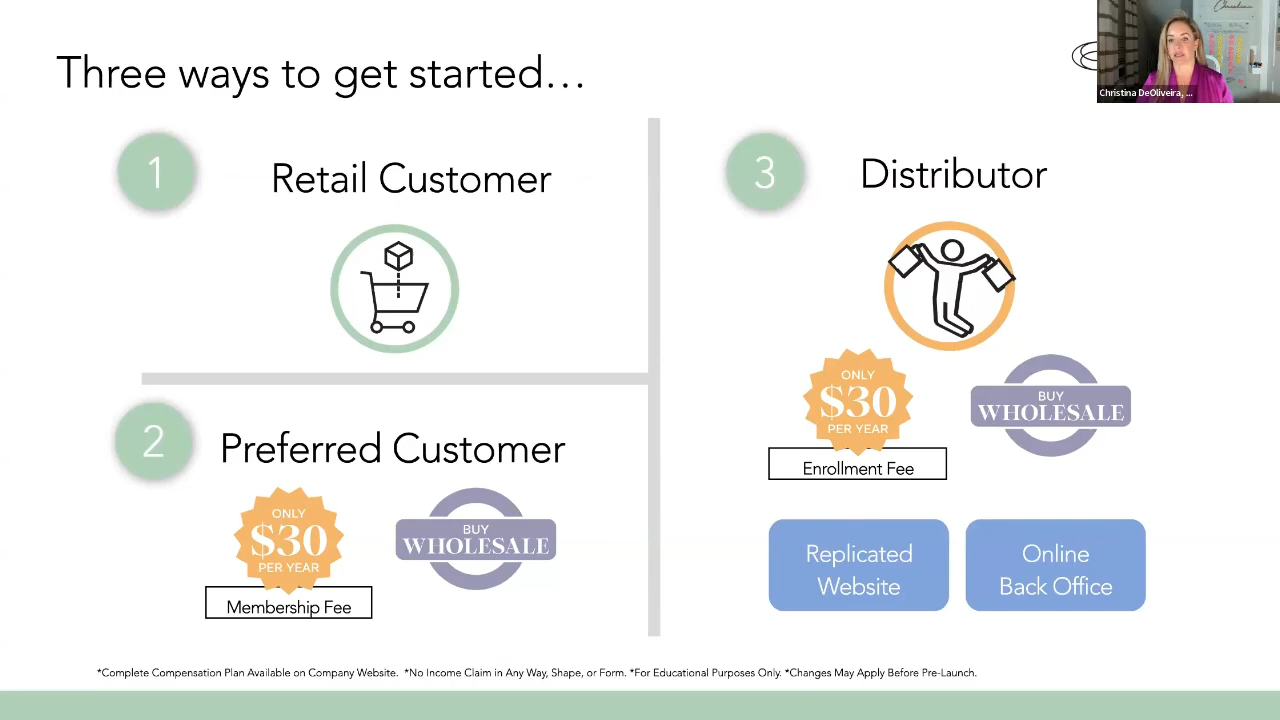 Three ways to get started...
Christina DeOliveira, ...
1
Retail Customer
2
Preferred Customer
ONLY
$30
PER YEAR
Membership Fee
BUY
WHOLESALE
3
Distributor
ONLY
$30
PER YEAR
Enrollment Fee
BUY
WHOLESALE
Replicated
Website
Online
Back Office
*Complete Compensation Plan Available on Company Website. *No Income Claim in Any Way, Shape, or Form. *For Educational Purposes Only. *Changes May Apply Before Pre-Launch.